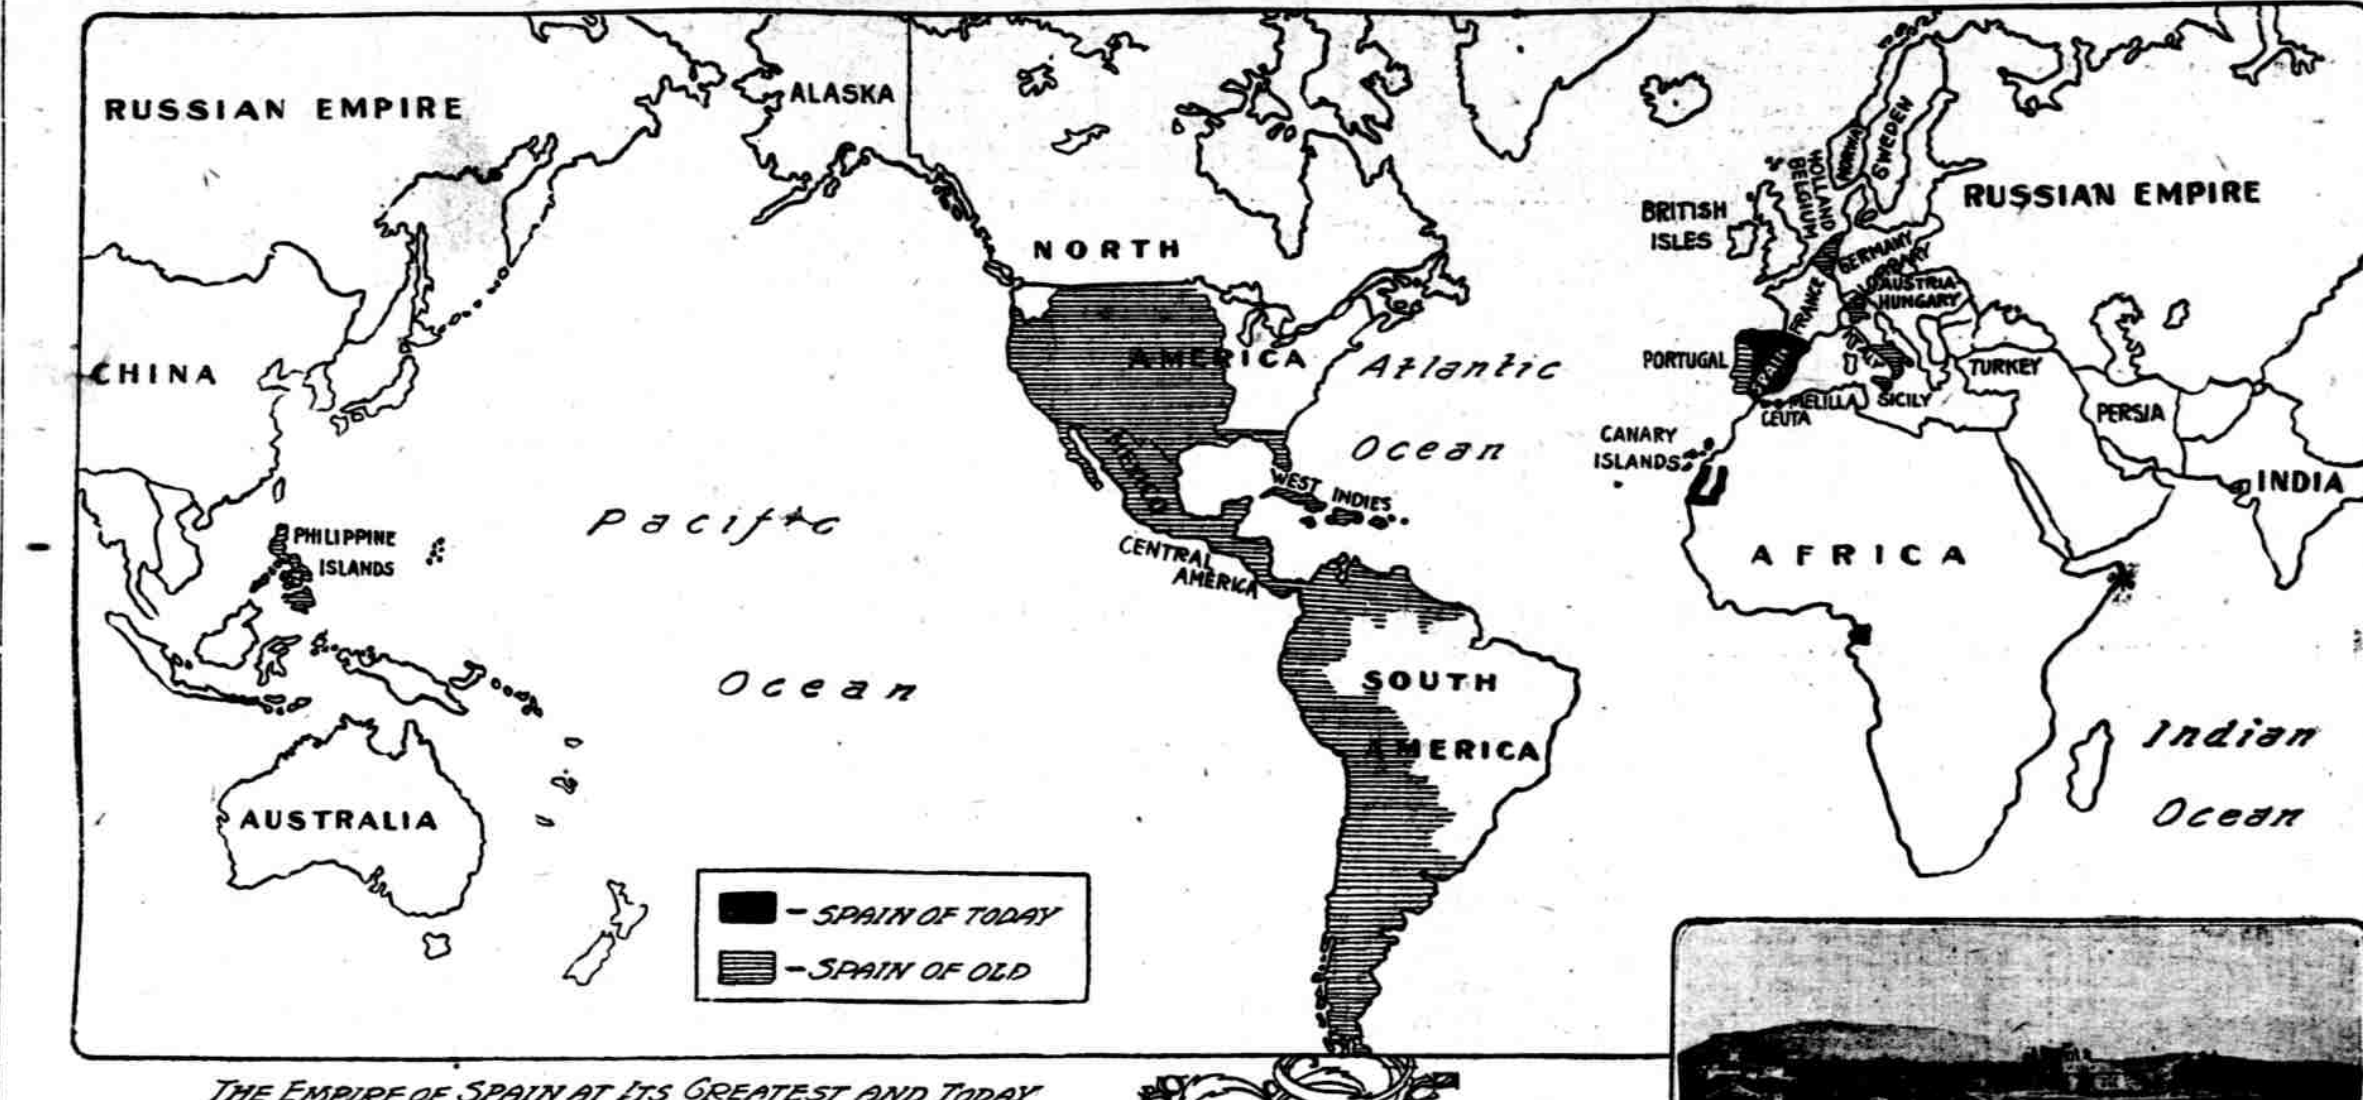 RUSSIAN EMPIRE
ALASKA
NORTH
AMERICA
CHINA
PHILIPPINE
ISLANDS
AUSTRALIA
Pacific
Ocean
MEXICO
WEST INDIES
CENTRAL
AMERICA
SOUTH
AMERICA
Atlantic
Ocean
BRITISH
ISLES
HOLLAND
BELGIUM
NORWAY
SWEDEN
RUSSIAN EMPIRE
GERMANY
LOMBARDY
AUSTRIA-
HUNGARY
FRANCE
ITALY
PORTUGAL
SPAIN
TURKEY
MELILLA
SICILY
CEUTA
PERSIA
CANARY
ISLANDS
INDIA
AFRICA
Indian
Ocean
- SPAIN OF TODAY
- SPAIN OF OLD
THE EMPIRE OF SPAIN AT ITS GREATEST AND TODAY